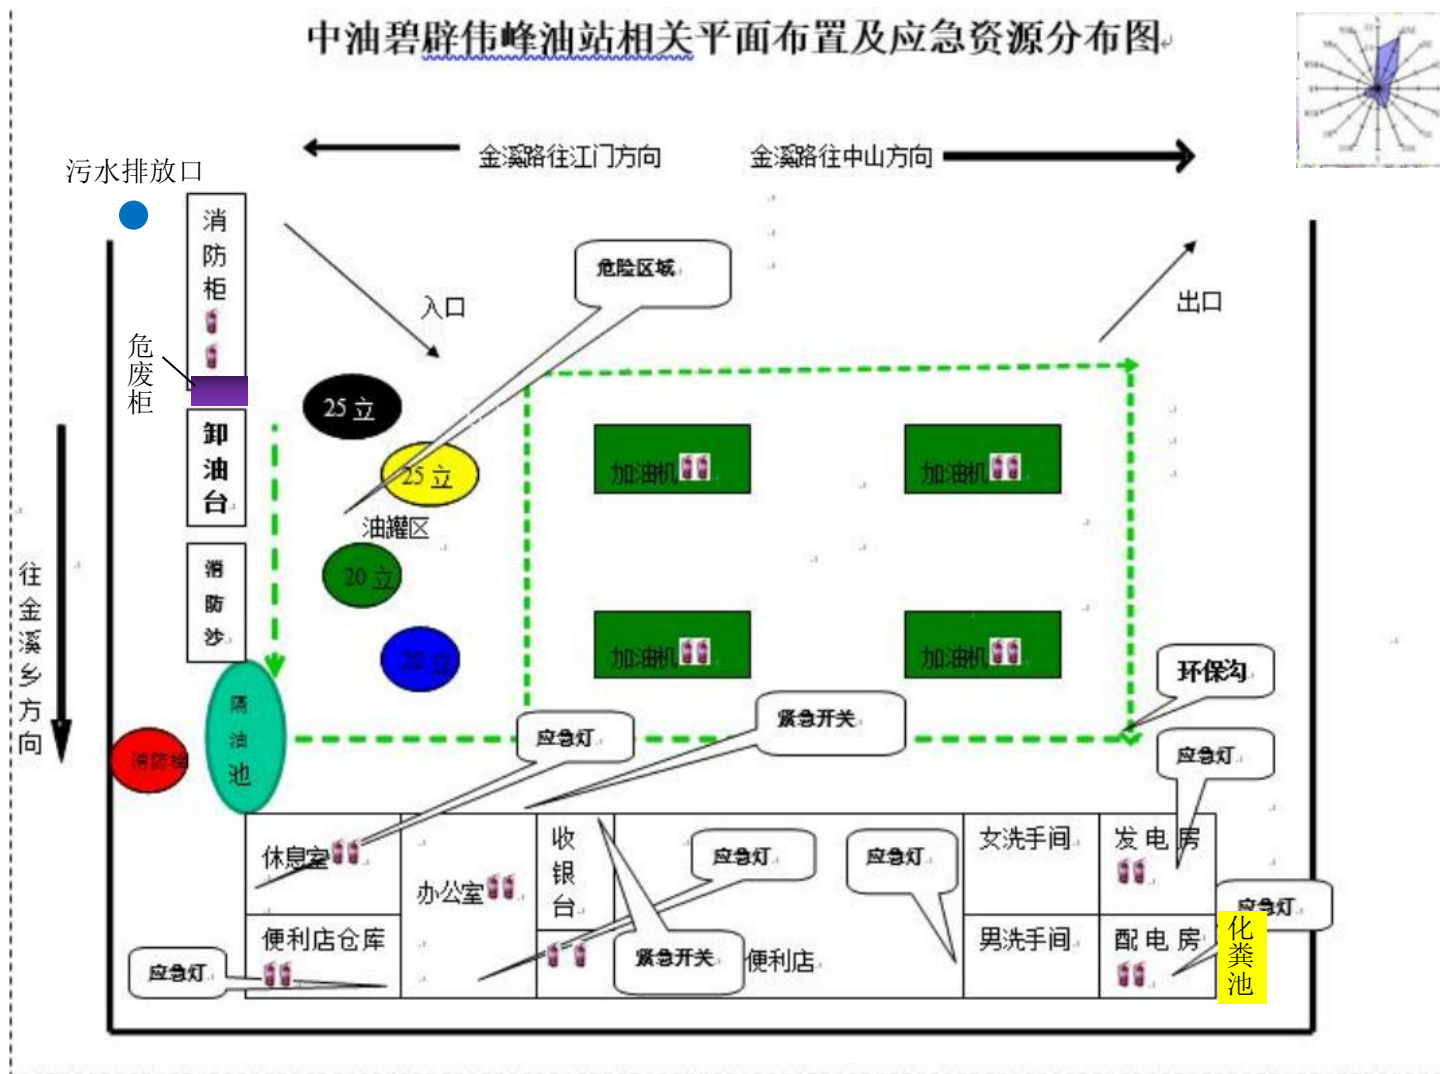 中油碧辟伟峰油站相关平面布置及应急资源分布图
金溪路往江门方向
金溪路往中山方向
污水排放口
消防柜
危废柜
卸油台
消防沙
往金溪乡方向
入口
危险区域
出口
25 立
25 立
油罐区
20 立
20 立
加油机
加油机
加油机
加油机
环保沟
隔油池
消防栓
应急灯
紧急开关
应急灯
休息室
办公室
收银台
应急灯
应急灯
女洗手间
发电房
便利店仓库
应急灯
紧急开关
便利店
男洗手间
配电房
应急灯
化粪池